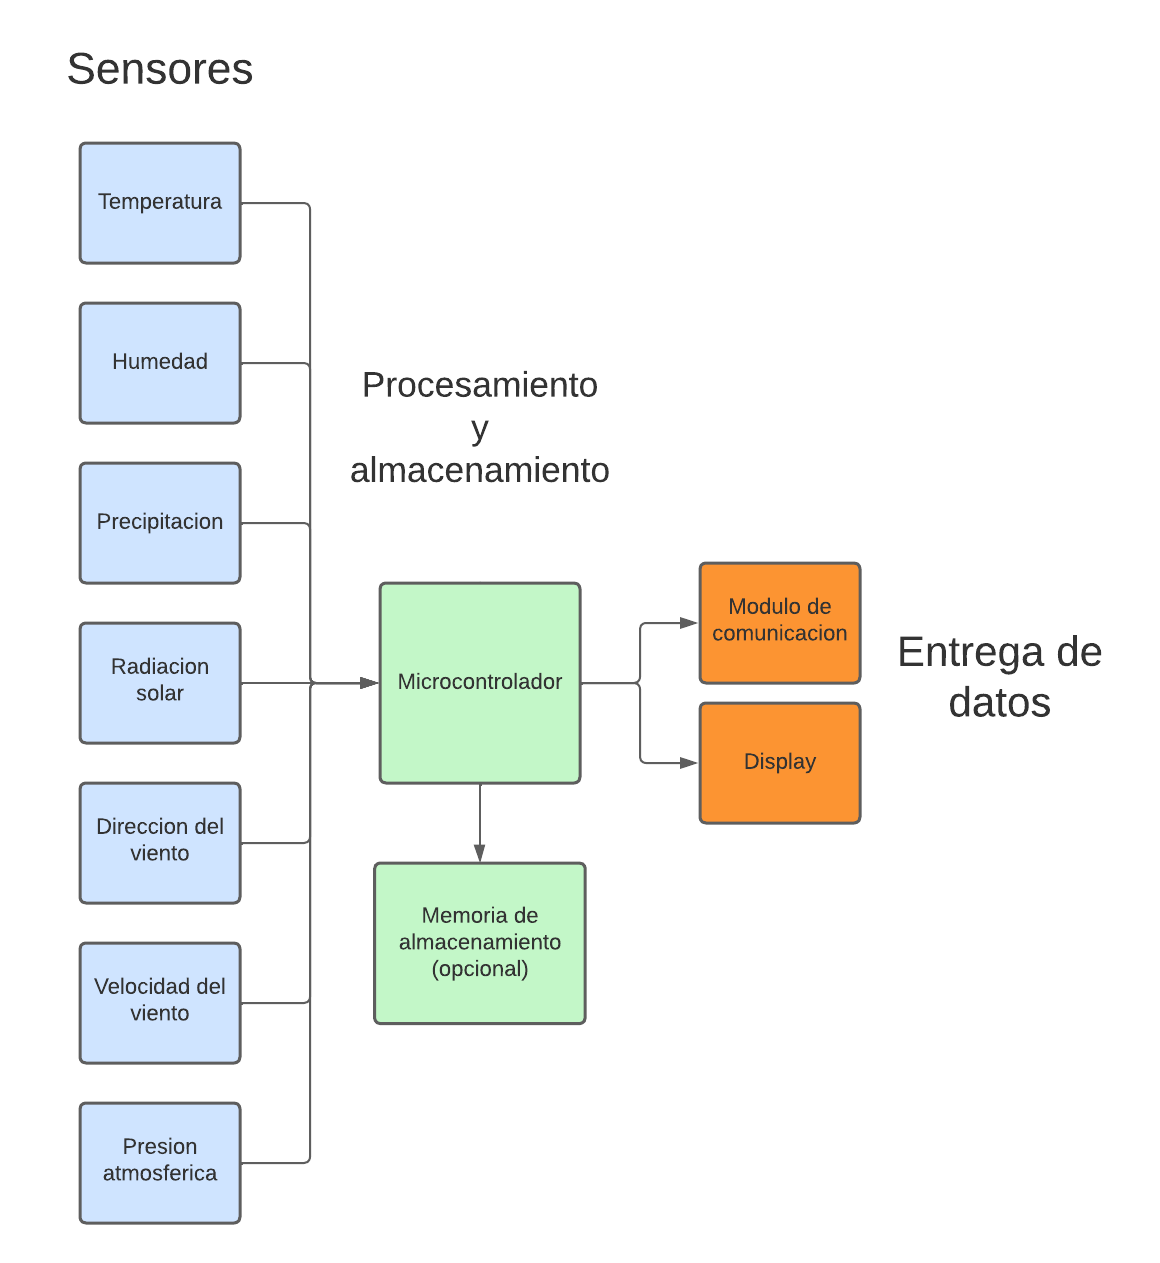 Sensores
Temperatura
Humedad
Precipitacion
Radiacion
solar
Direccion del
viento
Velocidad del
viento
Presion
atmosferica
Procesamiento
y
almacenamiento
Microcontrolador
Memoria de
almacenamiento
(opcional)
Modulo de
comunicacion
Display
Entrega de
datos